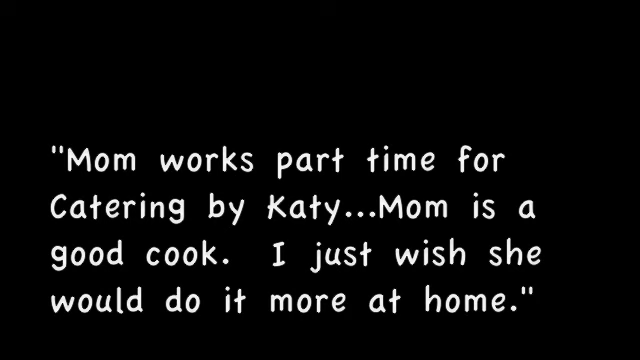 "Mom works part time for
Catering by Katy...Mom is a
good cook.  I just wish she
would do it more at home."